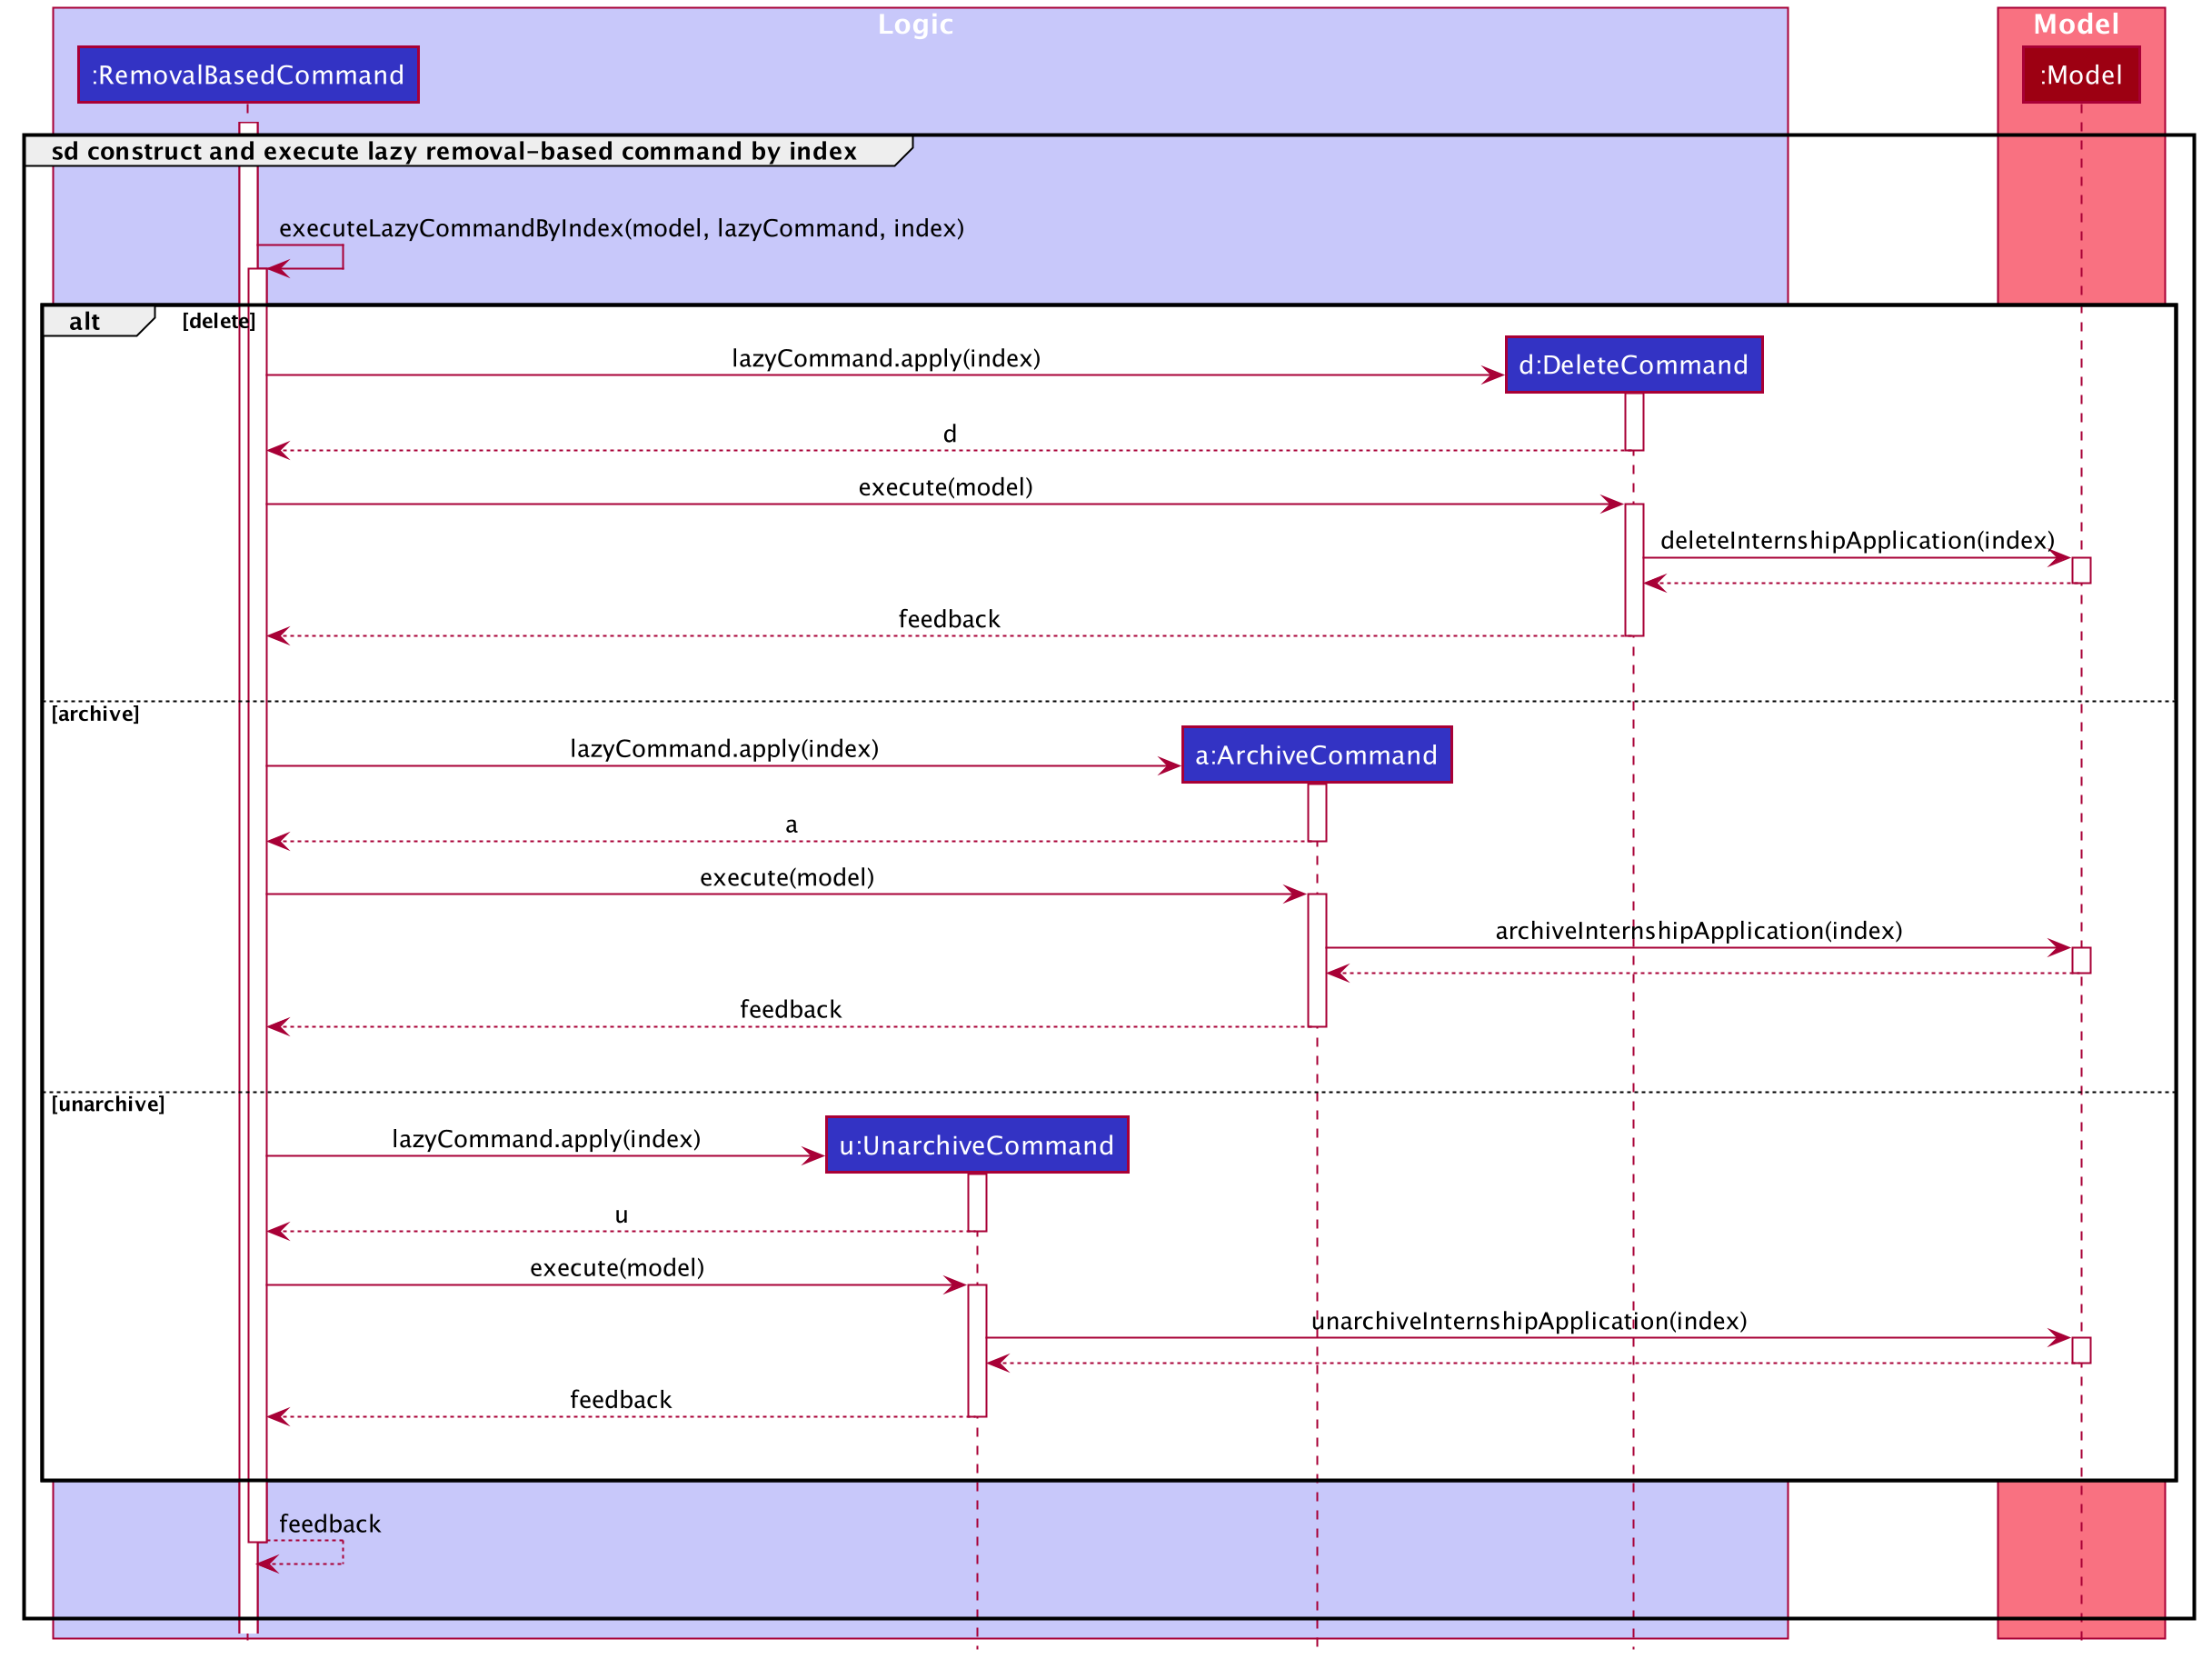 Logic
Model
:RemovalBasedCommand
:Model
sd construct and execute lazy removal-based command by index
executeLazyCommandByIndex(model, lazyCommand, index)
alt
[delete]
lazyCommand.apply(index)
d:DeleteCommand
d
execute(model)
deleteInternshipApplication(index)
feedback
[archive]
lazyCommand.apply(index)
a:ArchiveCommand
a
execute(model)
archiveInternshipApplication(index)
feedback
[unarchive]
lazyCommand.apply(index)
u:UnarchiveCommand
u
execute(model)
unarchiveInternshipApplication(index)
feedback
feedback